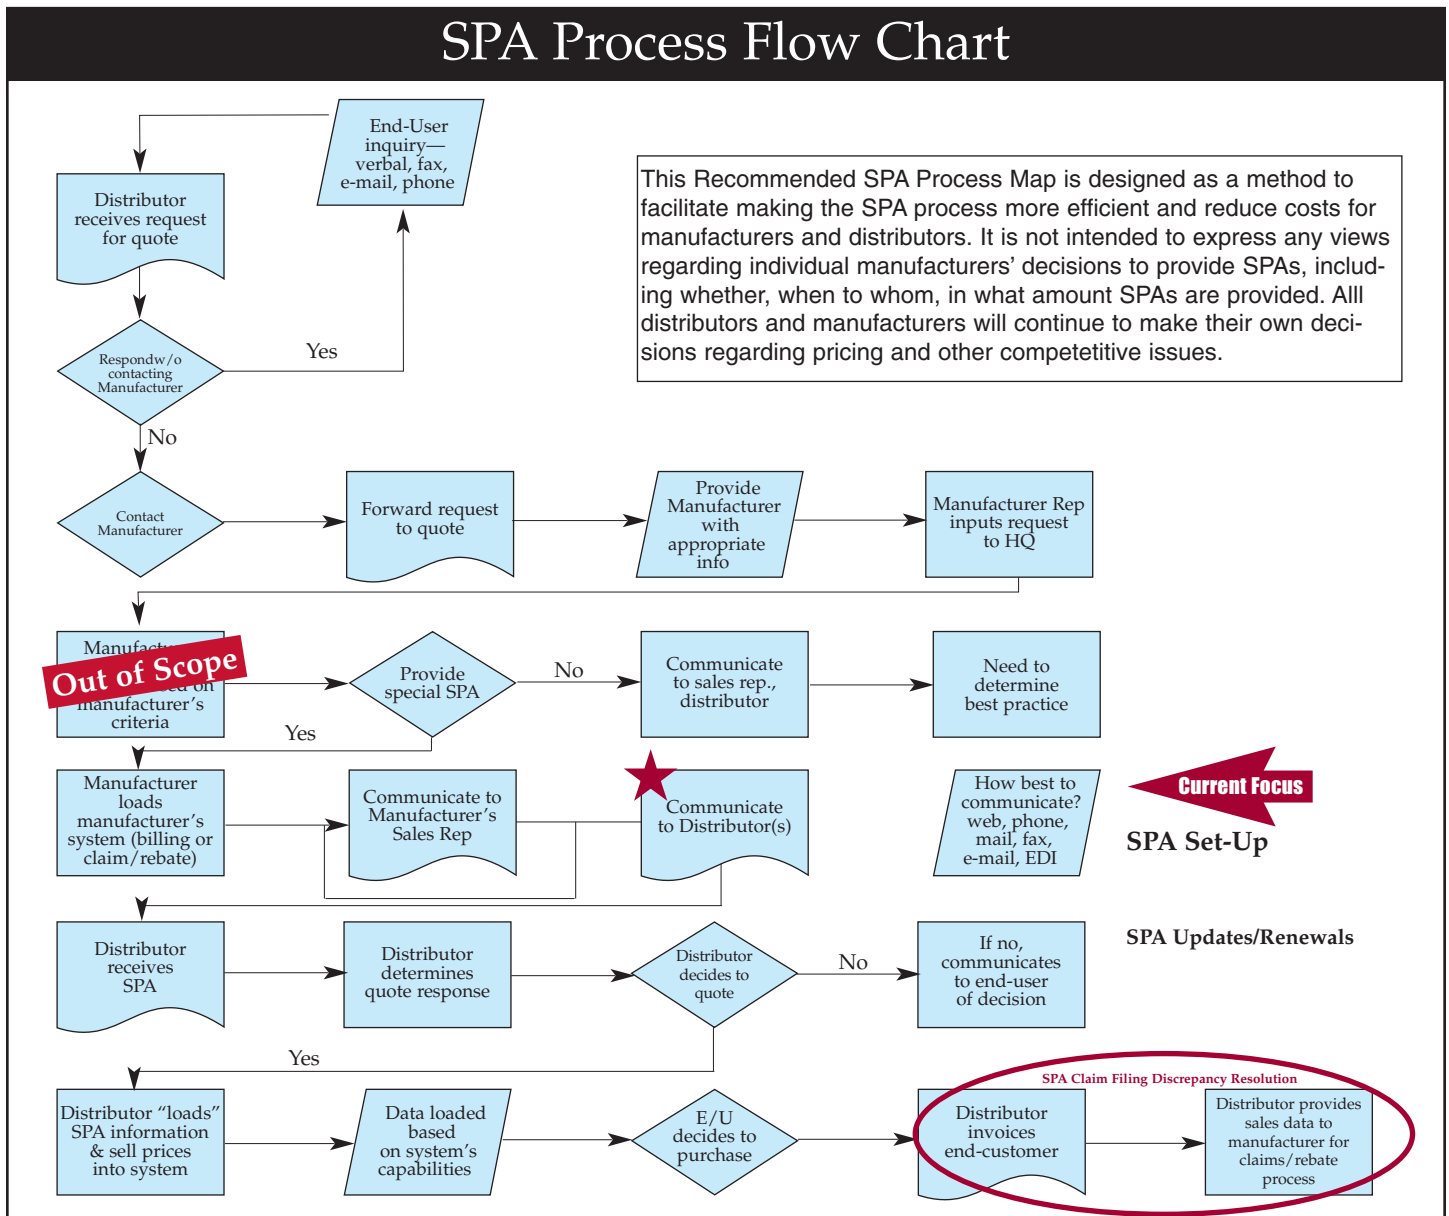 SPA Process Flow Chart
End-User
inquiry—
verbal, fax,
e-mail, phone
Distributor
receives request
for quote
This Recommended SPA Process Map is designed as a method to
facilitate making the SPA process more efficient and reduce costs for
manufacturers and distributors. It is not intended to express any views
regarding individual manufacturers' decisions to provide SPAs, includ-
ing whether, when to whom, in what amount SPAs are provided. Alll
distributors and manufacturers will continue to make their own deci-
sions regarding pricing and other competetitive issues.
Respondw/o
contacting
Manufacturer
Yes
No
Contact
Manufacturer
Forward request
to quote
Provide
Manufacturer
with
appropriate
info
Manufacturer Rep
inputs request
to HQ
Out of Scope
on
manufacturer's
criteria
Provide
special SPA
No
Communicate
to sales rep.,
distributor
Need to
determine
best practice
Yes
Manufacturer
loads
manufacturer's
system (billing or
claim/rebate)
Communicate to
Manufacturer's
Sales Rep
Communicate
to Distributor(s)
How best to
communicate?
web, phone,
mail, fax,
e-mail, EDI
Current Focus
SPA Set-Up
Distributor
receives
SPA
Distributor
determines
quote response
Distributor
decides to
quote
No
If no,
communicates
to end-user
of decision
SPA Updates/Renewals
Yes
Distributor “loads”
SPA information
& sell prices
into system
Data loaded
based
on system's
capabilities
E/U
decides to
purchase
SPA Claim Filing Discrepancy Resolution
Distributor
invoices
end-customer
Distributor provides
sales data to
manufacturer for
claims/rebate
process